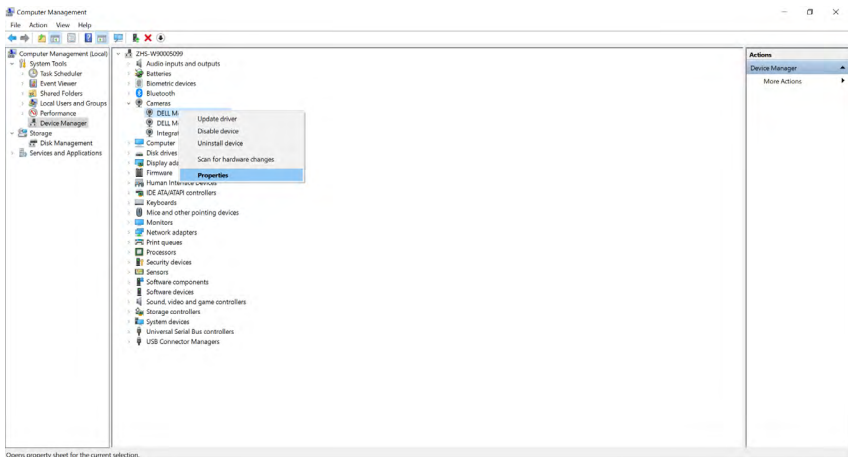 Computer Management
File Action View Help
Computer Management (Local)
System Tools
Task Scheduler
Event Viewer
Shared Folders
Local Users and Groups
Performance
Device Manager
Storage
Disk Management
Services and Applications
ZHS-W90005099
Audio inputs and outputs
Batteries
Biometric devices
Bluetooth
Cameras
DELL M
DELL M
Integrat
Computer
Disk drives
Display ada
Firmware
Human Interface Devices
IDE ATA/ATAPI controllers
Keyboards
Mice and other pointing devices
Monitors
Network adapters
Print queues
Processors
Security devices
Sensors
Software components
Software devices
Sound, video and game controllers
Storage controllers
System devices
Universal Serial Bus controllers
USB Connector Managers
Update driver
Disable device
Uninstall device
Scan for hardware changes
Properties
Actions
Device Manager
More Actions
Opens property sheet for the current selection.